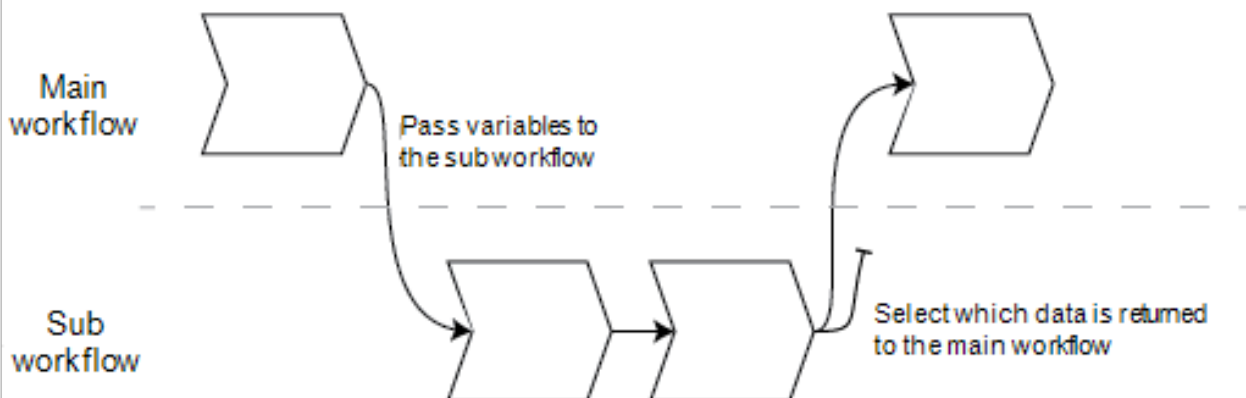 Main
workflow
Pass variables to
the sub workflow
Sub
workflow
Select which data is returned
to the main workflow